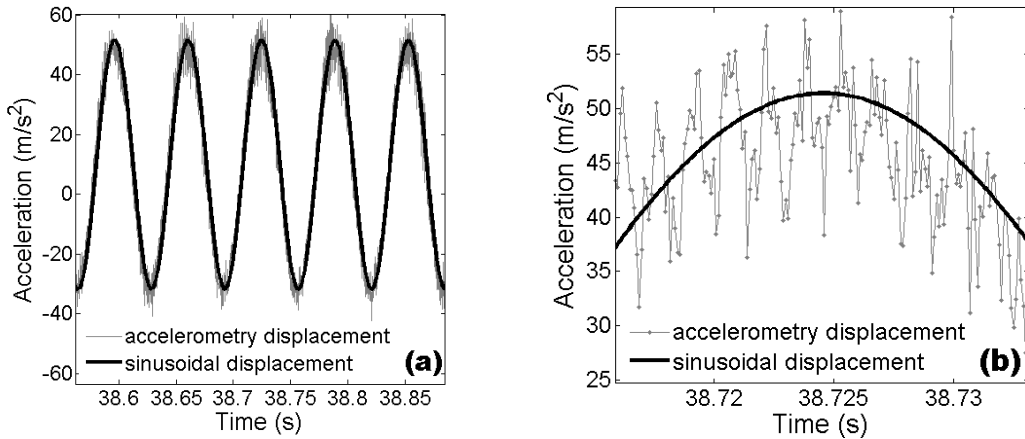 60
40
20
0
-20
-40
-60
Acceleration (m/s²)
accelerometry displacement
sinusoidal displacement
(a)
38.6 38.65 38.7 38.75 38.8 38.85
Time (s)
55
50
45
40
35
30
25
Acceleration (m/s²)
accelerometry displacement
sinusoidal displacement
(b)
38.72 38.725 38.73
Time (s)